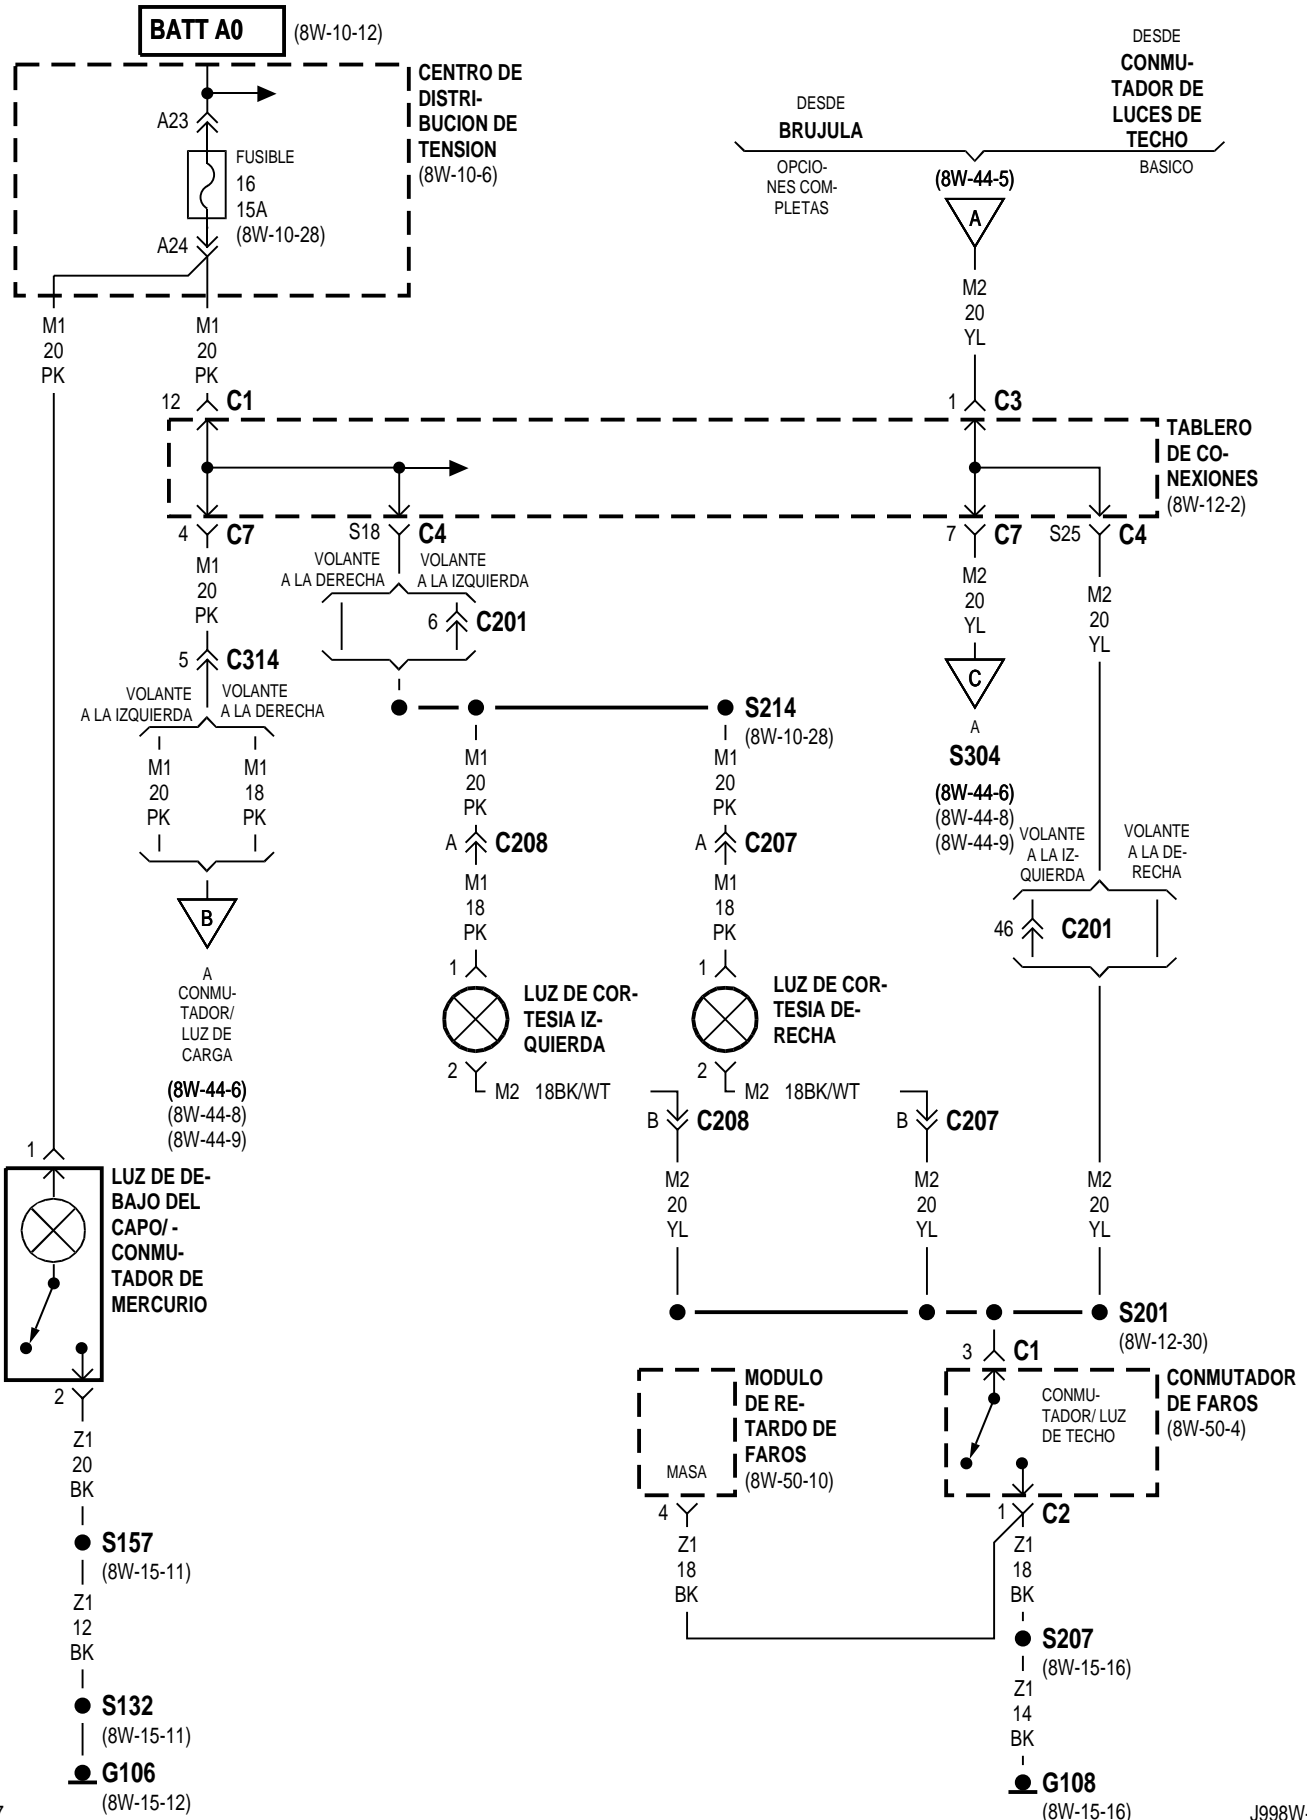 BATT A0
(8W-10-12)
CENTRO DE
DISTRI-
BUCION DE
TENSION
(8W-10-6)
A23
FUSIBLE
16
15A
(8W-10-28)
A24
DESDE
BRUJULA
OPCIO-
NES COM-
PLETAS
DESDE
CONMU-
TADOR DE
LUCES DE
TECHO
BASICO
(8W-44-5)
A
M2
20
YL
M1
20
PK
M1
20
PK
12
C1
1
C3
TABLERO
DE CO-
NEXIONES
(8W-12-2)
4
C7
S18
C4
7
C7
S25
C4
M1
20
PK
VOLANTE
A LA DERECHA
VOLANTE
A LA IZQUIERDA
6
C201
M2
20
YL
M2
20
YL
5
C314
VOLANTE
A LA IZQUIERDA
VOLANTE
A LA DERECHA
M1
20
PK
M1
18
PK
B
A
CONMU-
TADOR/
LUZ DE
CARGA
(8W-44-6)
(8W-44-8)
(8W-44-9)
S214
(8W-10-28)
M1
20
PK
M1
20
PK
A
C208
A
C207
M1
18
PK
M1
18
PK
1
LUZ DE COR-
TESIA IZ-
QUIERDA
2
M2
18BK/WT
1
LUZ DE COR-
TESIA DE-
RECHA
2
M2
18BK/WT
C
A
S304
(8W-44-6)
(8W-44-8)
(8W-44-9)
VOLANTE
A LA IZ-
QUIERDA
VOLANTE
A LA DE-
RECHA
46
C201
B
C208
B
C207
M2
20
YL
M2
20
YL
M2
20
YL
1
LUZ DE DE-
BAJO DEL
CAPO/ -
CONMU-
TADOR DE
MERCURIO
2
Z1
20
BK
S157
(8W-15-11)
Z1
12
BK
S132
(8W-15-11)
G106
(8W-15-12)
S201
(8W-12-30)
3
C1
MODULO
DE RE-
TARDO DE
FAROS
(8W-50-10)
MASA
4
CONMU-
TADOR/ LUZ
DE TECHO
CONMUTADOR
DE FAROS
(8W-50-4)
1
C2
Z1
18
BK
Z1
18
BK
S207
(8W-15-16)
Z1
14
BK
G108
(8W-15-16)
J998W-